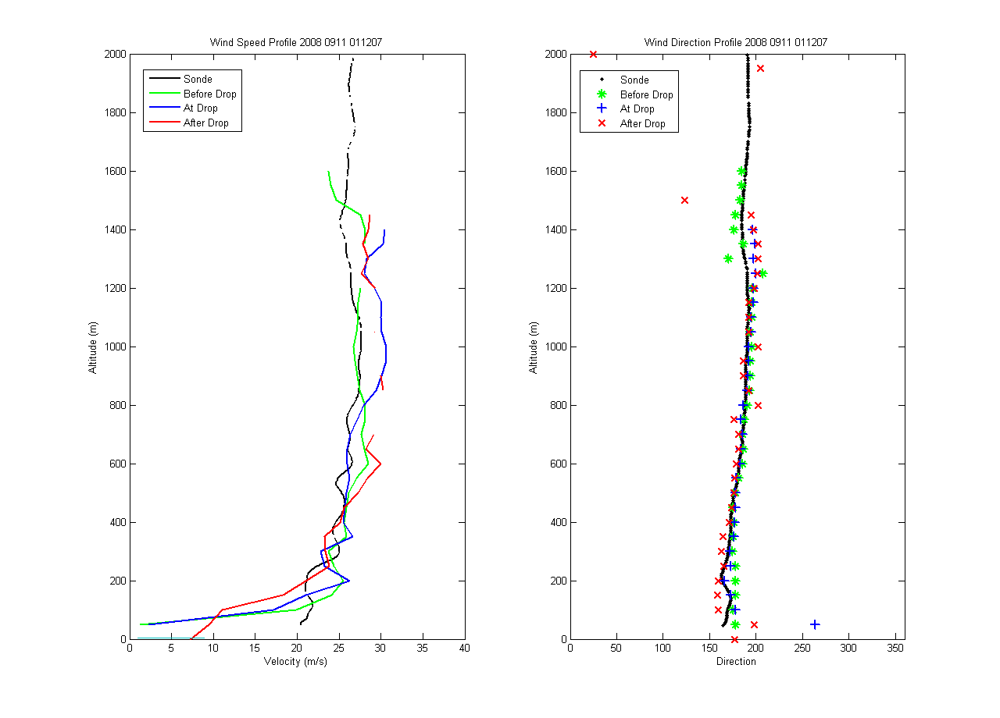 Wind Speed Profile 2008 0911 011207
2000
1800
1600
1400
1200
1000
800
600
400
200
0
Altitude (m)
Sonde
Before Drop
At Drop
After Drop
0 5 10 15 20 25 30 35 40
Velocity (m/s)
Wind Direction Profile 2008 0911 011207
2000
1800
1600
1400
1200
1000
800
600
400
200
0
Altitude (m)
Sonde
Before Drop
At Drop
After Drop
0 50 100 150 200 250 300 350
Direction